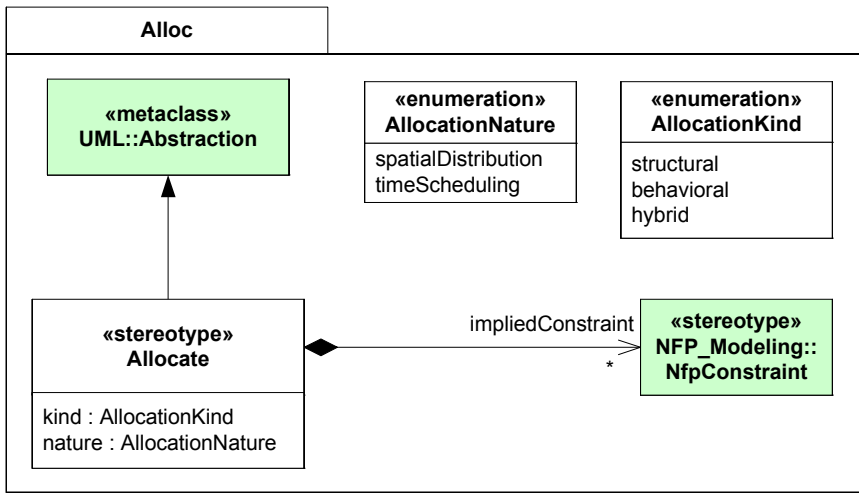 Alloc
«metaclass»
UML::Abstraction
«enumeration»
AllocationNature
spatialDistribution
timeScheduling
«enumeration»
AllocationKind
structural
behavioral
hybrid
«stereotype»
Allocate
kind : AllocationKind
nature : AllocationNature
impliedConstraint
*
«stereotype»
NFP_Modeling::
NfpConstraint